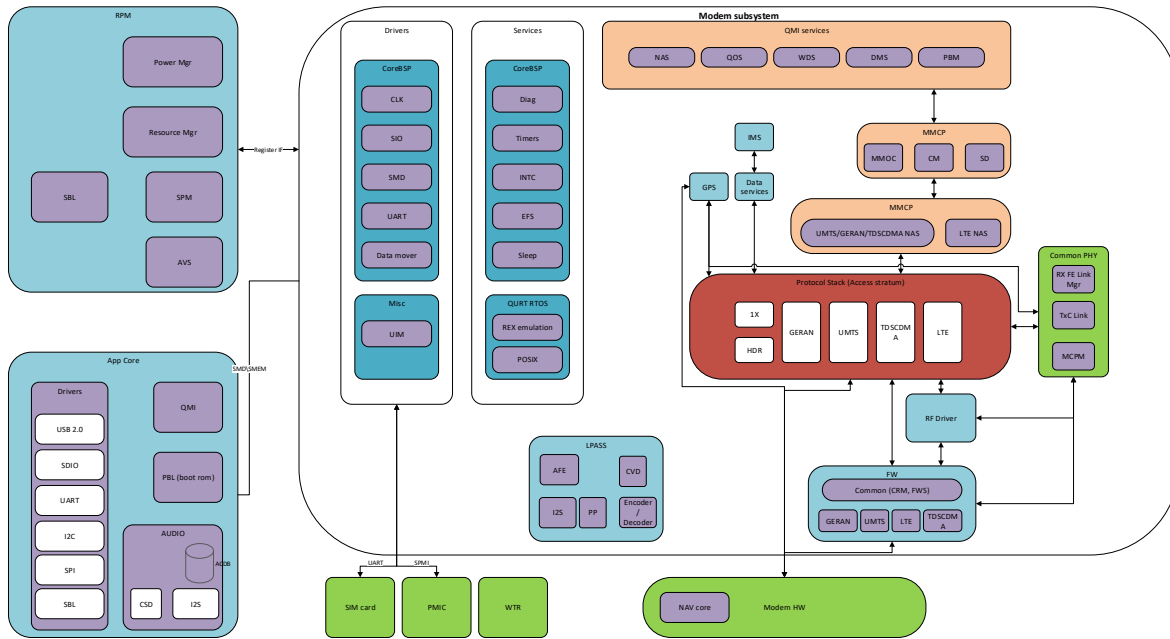 RPM
Power Mgr
Resource Mgr
SBL
SPM
AVS
Register IF
App Core
Drivers
USB 2.0
SDIO
UART
I2C
SPI
SBL
QMI
PBL (boot rom)
AUDIO
ACDB
CSD
I2S
SMD\SMEM
Modem subsystem
Drivers
CoreBSP
CLK
SIO
SMD
UART
Data mover
Misc
UIM
Services
CoreBSP
Diag
Timers
INTC
EFS
Sleep
QURT RTOS
REX emulation
POSIX
QMI services
NAS
QOS
WDS
DMS
PBM
MMCP
MMOC
CM
SD
IMS
GPS
Data
services
MMCP
UMTS/GERAN/TDSCDMA NAS
LTE NAS
Common PHY
RX FE Link
Mgr
TxC Link
MCPM
Protocol Stack (Access stratum)
1X
HDR
GERAN
UMTS
TDSCDM
A
LTE
RF Driver
FW
Common (CRM, FWS)
GERAN
UMTS
LTE
TDSCDM
A
LPASS
AFE
CVD
I2S
PP
Encoder
/
Decoder
UART
SPMI
SIM card
PMIC
WTR
NAV core
Modem HW